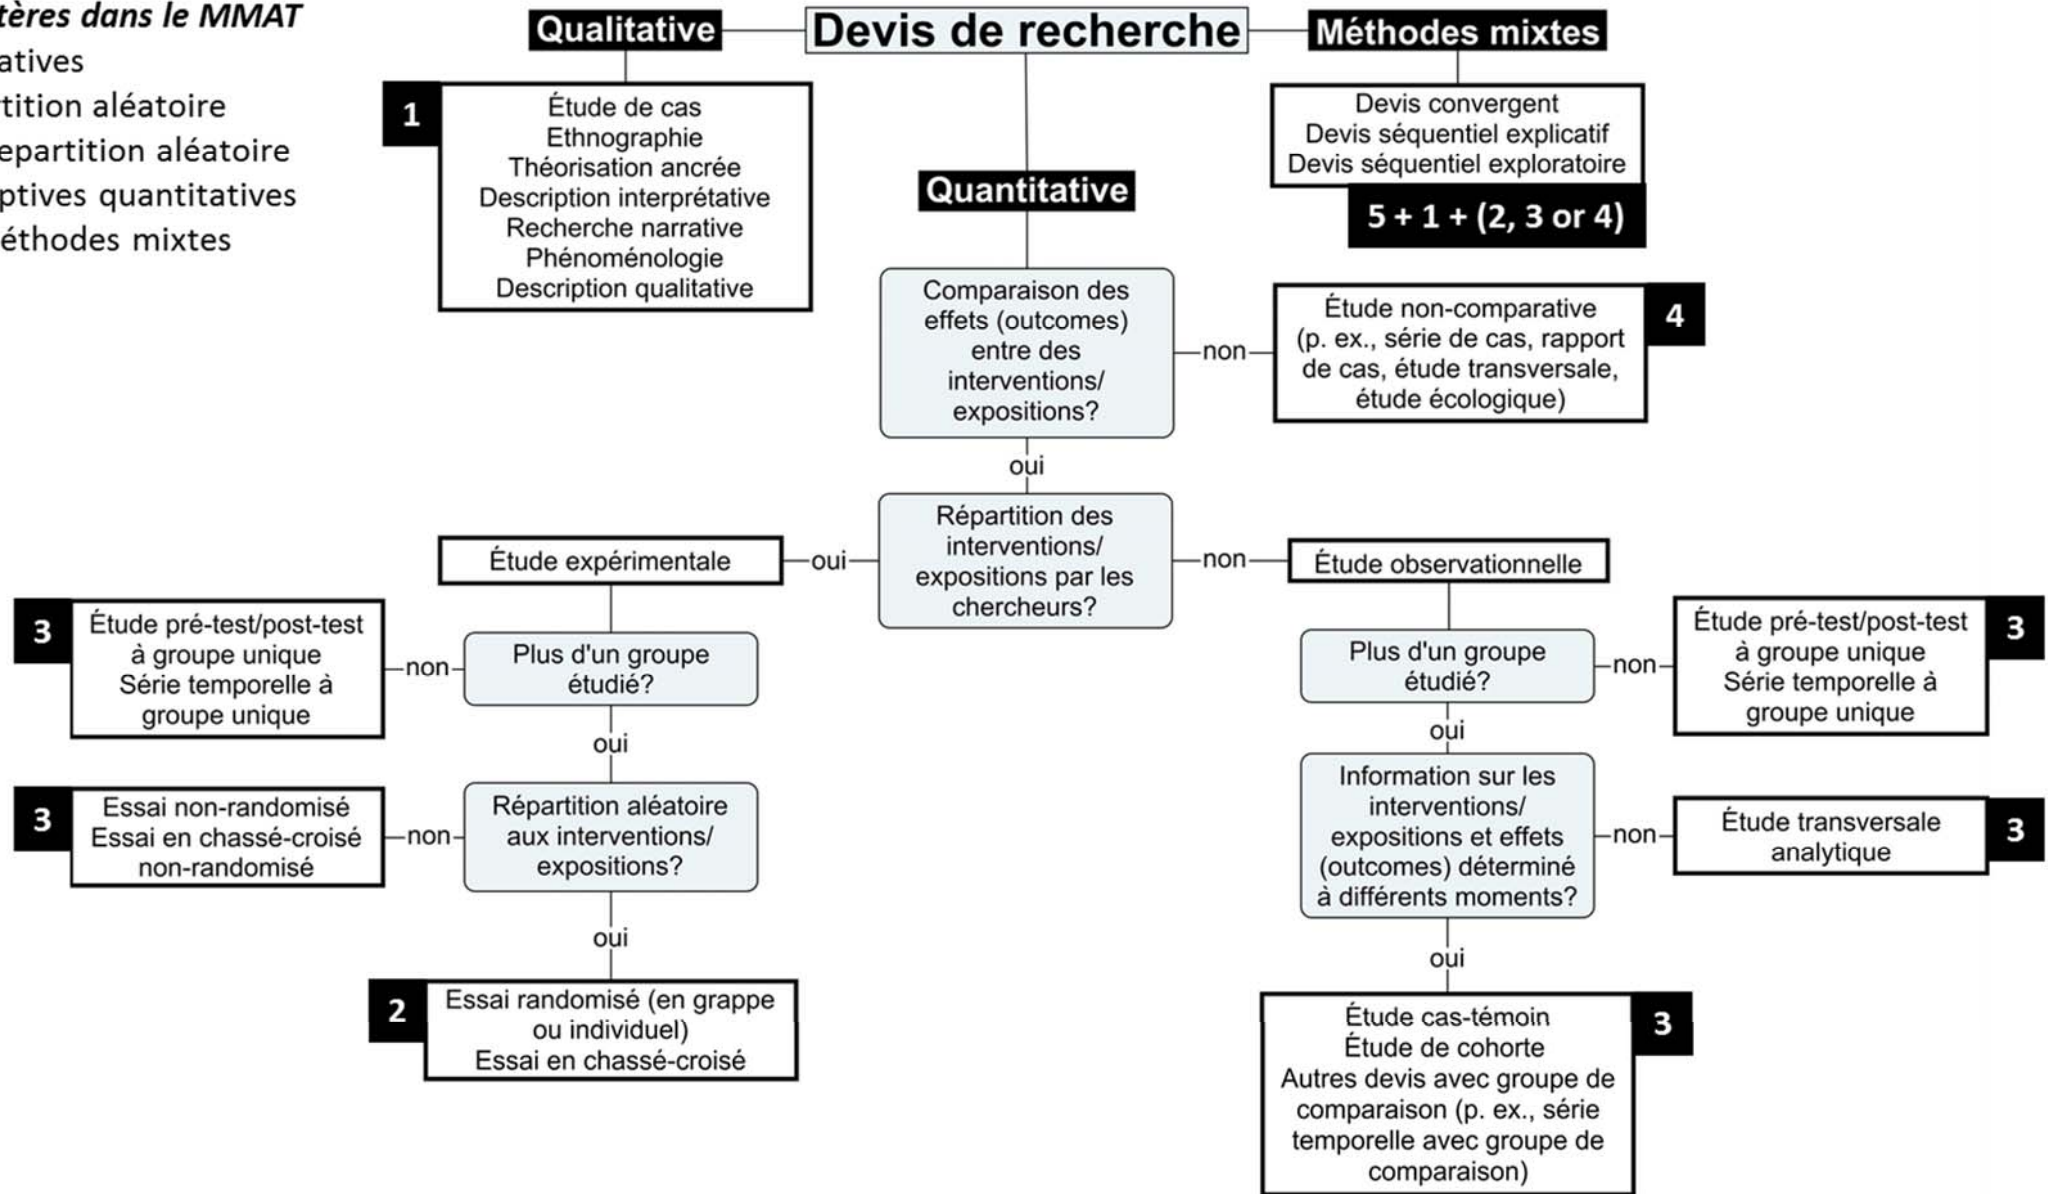 tères dans le MMAT
atives
tition aléatoire
epartition aléatoire
ptives quantitatives
éthodes mixtes
Qualitative
Devis de recherche
Méthodes mixtes
1
Étude de cas
Ethnographie
Théorisation ancrée
Description interprétative
Recherche narrative
Phénoménologie
Description qualitative
Devis convergent
Devis séquentiel explicatif
Devis séquentiel exploratoire
5 + 1 + (2, 3 or 4)
Quantitative
Comparaison des
effets (outcomes)
entre des
interventions/
expositions?
non
Étude non-comparative
(p. ex., série de cas, rapport
de cas, étude transversale,
étude écologique)
4
oui
Répartition des
interventions/
expositions par les
chercheurs?
oui
Étude expérimentale
non
Étude observationnelle
3
Étude pré-test/post-test
à groupe unique
Série temporelle à
groupe unique
non
Plus d'un groupe
étudié?
oui
3
Essai non-randomisé
Essai en chassé-croisé
non-randomisé
non
Répartition aléatoire
aux interventions/
expositions?
oui
2
Essai randomisé (en grappe
ou individuel)
Essai en chassé-croisé
Plus d'un groupe
étudié?
non
Étude pré-test/post-test
à groupe unique
Série temporelle à
groupe unique
3
oui
Information sur les
interventions/
expositions et effets
(outcomes) déterminé
à différents moments?
non
Étude transversale
analytique
3
oui
Étude cas-témoin
Étude de cohorte
Autres devis avec groupe de
comparaison (p. ex., série
temporelle avec groupe de
comparaison)
3